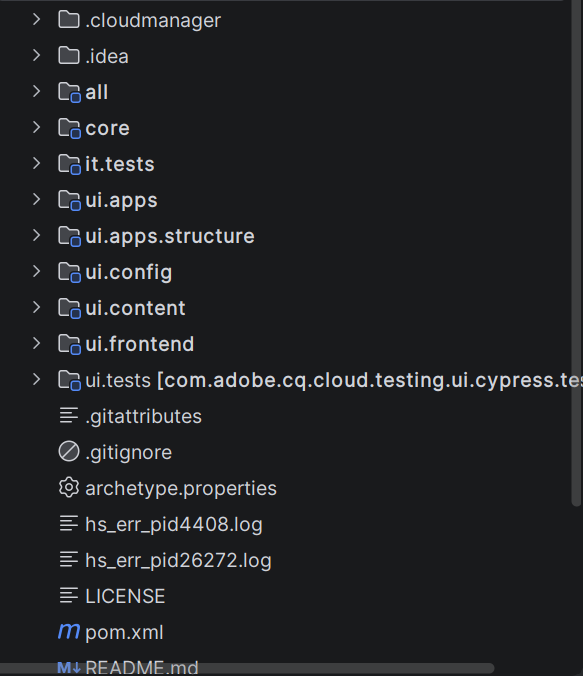 .cloudmanager
.idea
all
core
it.tests
ui.apps
ui.apps.structure
ui.config
ui.content
ui.frontend
ui.tests [com.adobe.cq.cloud.testing.ui.cypress.tes
.gitattributes
.gitignore
archetype.properties
hs_err_pid4408.log
hs_err_pid26272.log
LICENSE
m pom.xml
M↓ README.md